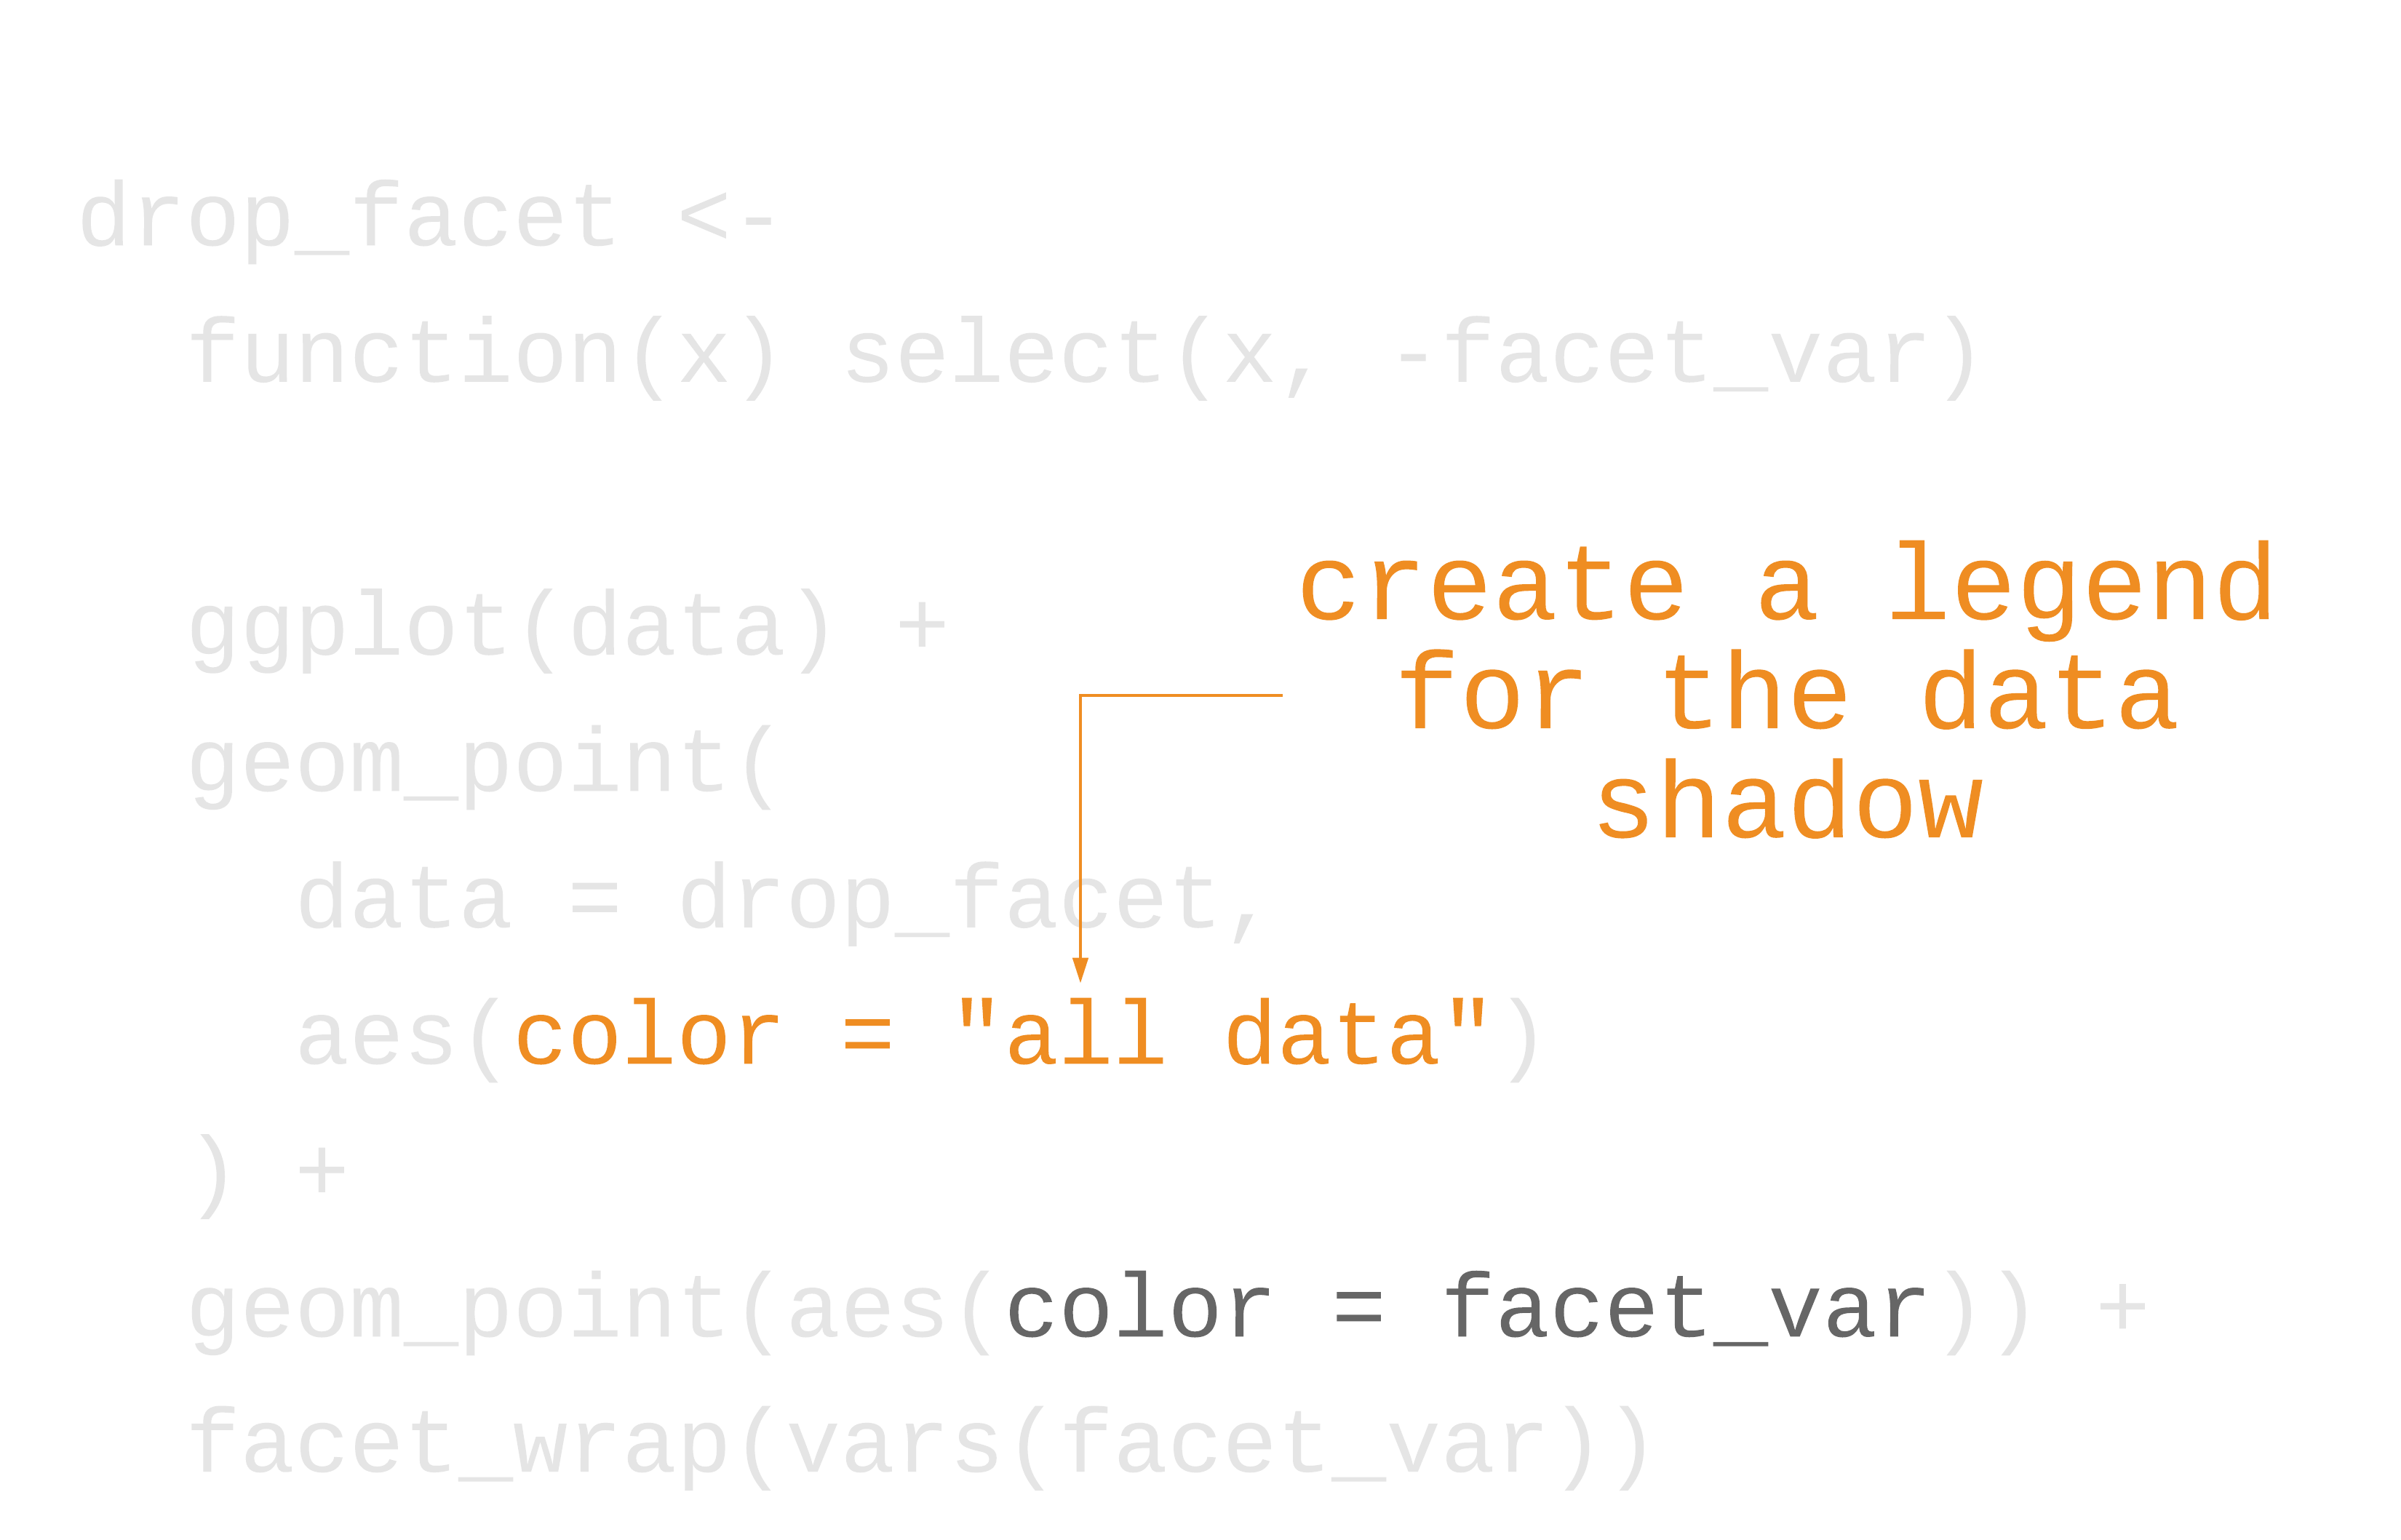 drop_facet <-
function(x) select(x, -facet_var)
create a legend
for the data
shadow
ggplot(data) +
geom_point(
data = drop_facet,
aes(color = "all data")
) +
geom_point(aes(color = facet_var)) +
facet_wrap(vars(facet_var))